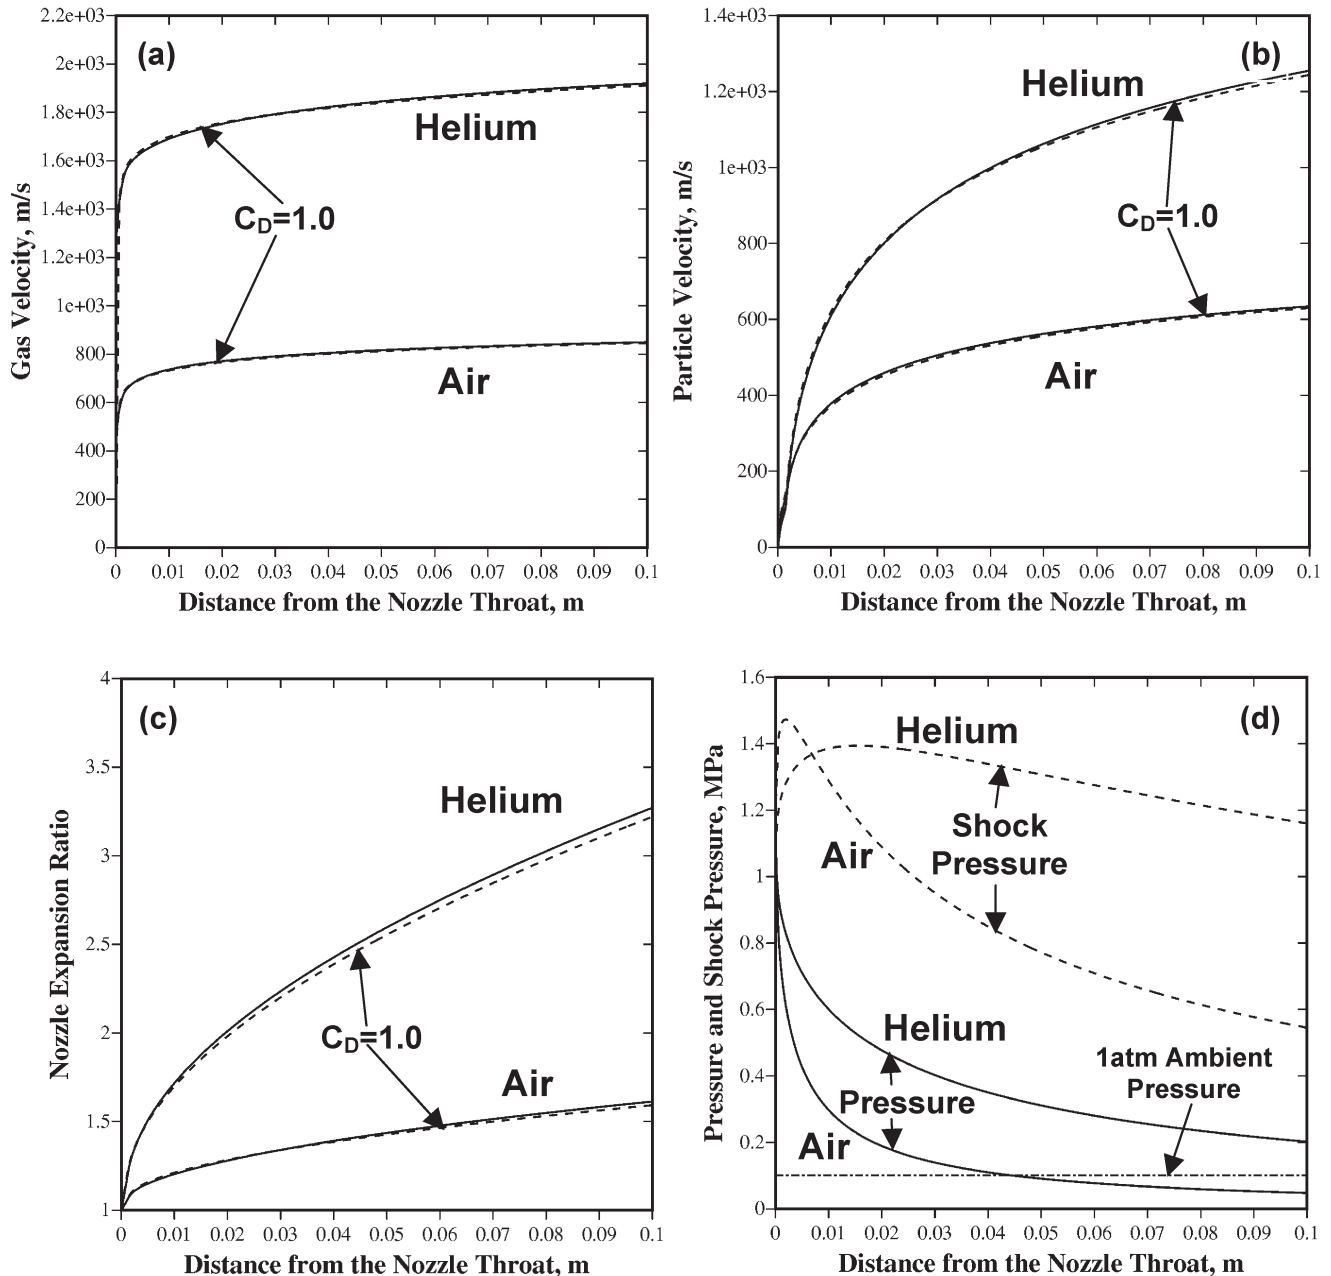 (a)
Gas Velocity, m/s
2.2e+03
2e+03
1.8e+03
1.6e+03
1.4e+03
1.2e+03
1e+03
800
600
400
200
0
Helium
C_D=1.0
Air
0 0.01 0.02 0.03 0.04 0.05 0.06 0.07 0.08 0.09 0.1
Distance from the Nozzle Throat, m
(b)
Particle Velocity, m/s
1.4e+03
1.2e+03
1e+03
800
600
400
200
0
Helium
C_D=1.0
Air
0 0.01 0.02 0.03 0.04 0.05 0.06 0.07 0.08 0.09 0.1
Distance from the Nozzle Throat, m
(c)
Nozzle Expansion Ratio
4
3.5
3
2.5
2
1.5
1
Helium
C_D=1.0
Air
0 0.01 0.02 0.03 0.04 0.05 0.06 0.07 0.08 0.09 0.1
Distance from the Nozzle Throat, m
(d)
Pressure and Shock Pressure, MPa
1.6
1.4
1.2
1
0.8
0.6
0.4
0.2
0
Helium
Shock
Pressure
Air
Helium
1atm Ambient
Pressure
Pressure
Air
0 0.01 0.02 0.03 0.04 0.05 0.06 0.07 0.08 0.09 0.1
Distance from the Nozzle Throat, m